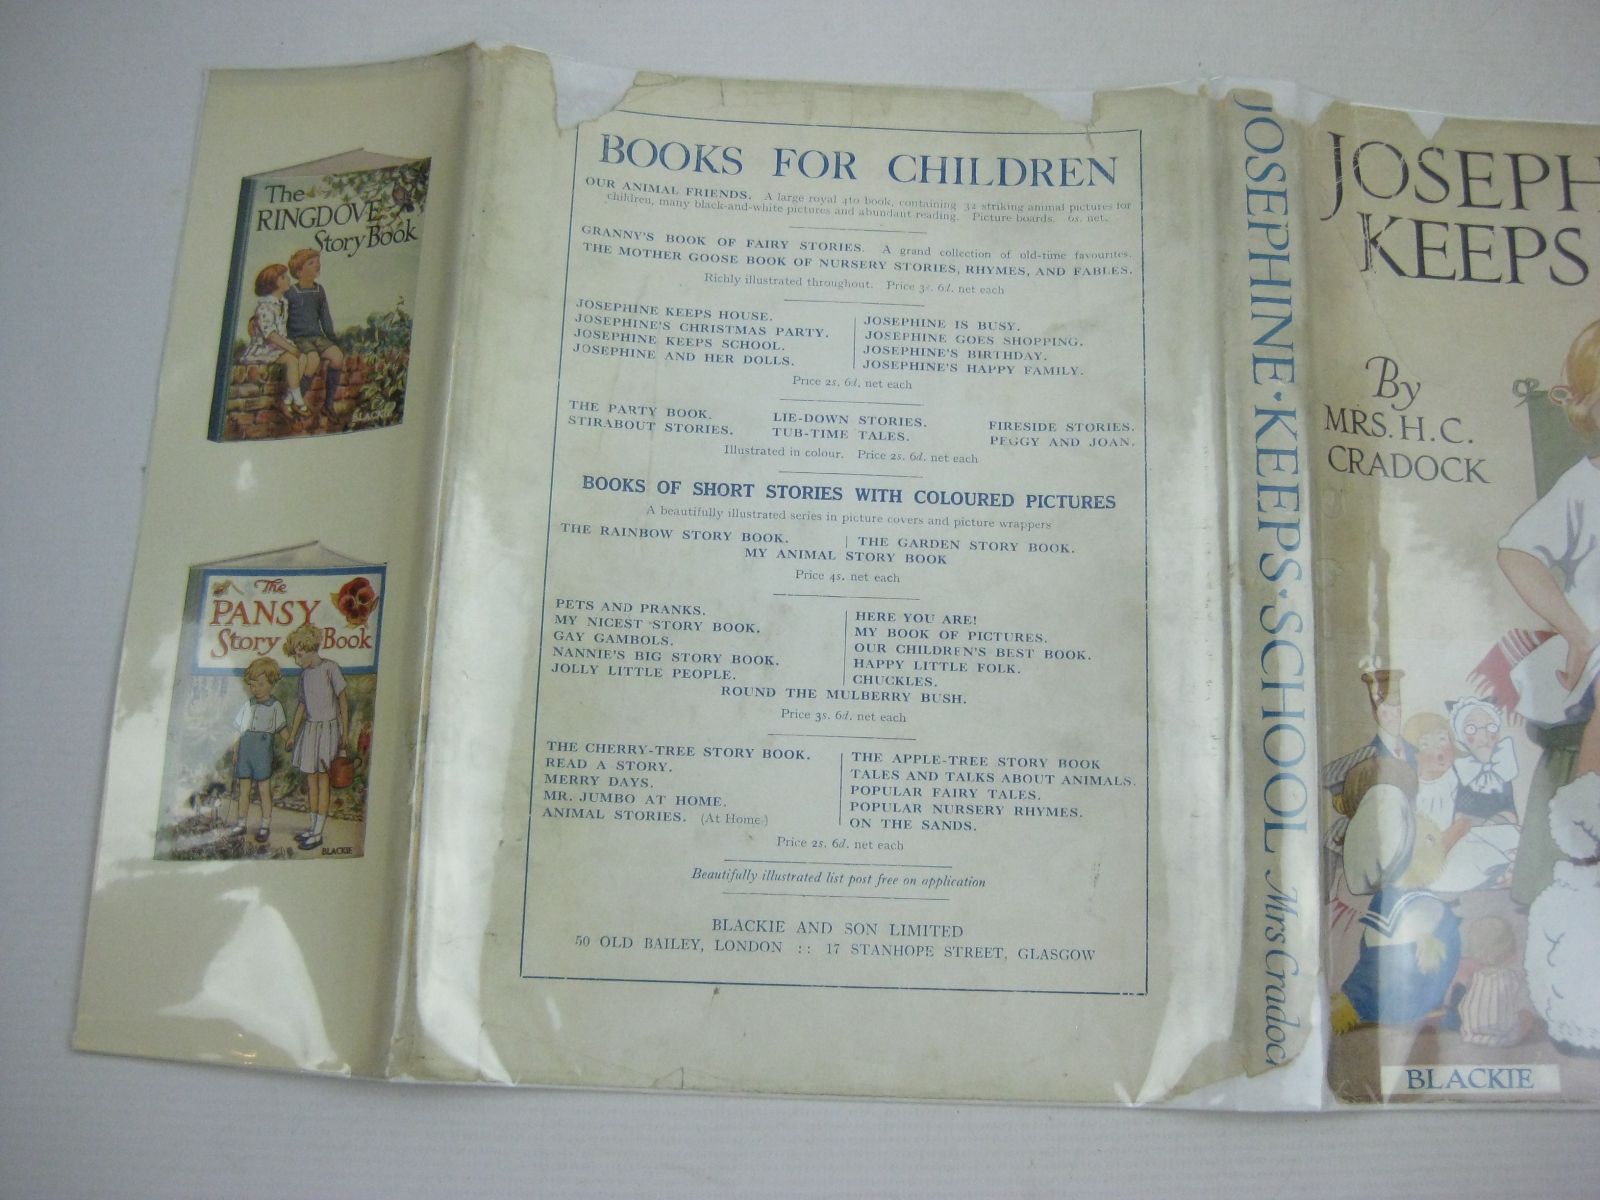 The
RINGDOVE
Story Book
BLACKIE
The
PANSY
Story Book
BLACKIE
BOOKS FOR CHILDREN
OUR ANIMAL FRIENDS. A large royal 4to book, containing 32 striking animal pictures for
children, many black-and-white pictures and abundant reading. Picture boards. 6s. net.
GRANNY'S BOOK OF FAIRY STORIES. A grand collection of old-time favourites.
THE MOTHER GOOSE BOOK OF NURSERY STORIES, RHYMES, AND FABLES.
Richly illustrated throughout. Price 3s. 6d. net each
JOSEPHINE KEEPS HOUSE.
JOSEPHINE'S CHRISTMAS PARTY.
JOSEPHINE KEEPS SCHOOL.
JOSEPHINE AND HER DOLLS.
JOSEPHINE IS BUSY.
JOSEPHINE GOES SHOPPING.
JOSEPHINE'S BIRTHDAY.
JOSEPHINE'S HAPPY FAMILY.
Price 2s. 6d. net each
THE PARTY BOOK. LIE-DOWN STORIES. FIRESIDE STORIES.
STIRABOUT STORIES. TUB-TIME TALES. PEGGY AND JOAN.
Illustrated in colour. Price 2s. 6d. net each
BOOKS OF SHORT STORIES WITH COLOURED PICTURES
A beautifully illustrated series in picture covers and picture wrappers
THE RAINBOW STORY BOOK. THE GARDEN STORY BOOK.
MY ANIMAL STORY BOOK
Price 4s. net each
PETS AND PRANKS.
MY NICEST STORY BOOK.
GAY GAMBOLS.
NANNIE'S BIG STORY BOOK.
JOLLY LITTLE PEOPLE.
HERE YOU ARE!
MY BOOK OF PICTURES.
OUR CHILDREN'S BEST BOOK.
HAPPY LITTLE FOLK.
CHUCKLES.
ROUND THE MULBERRY BUSH.
Price 3s. 6d. net each
THE CHERRY-TREE STORY BOOK.
READ A STORY.
MERRY DAYS.
MR. JUMBO AT HOME.
ANIMAL STORIES. (At Home)
THE APPLE-TREE STORY BOOK
TALES AND TALKS ABOUT ANIMALS.
POPULAR FAIRY TALES.
POPULAR NURSERY RHYMES.
ON THE SANDS.
Price 2s. 6d. net each
Beautifully illustrated list post free on application
BLACKIE AND SON LIMITED
50 OLD BAILEY, LONDON :: 17 STANHOPE STREET, GLASGOW
JOSEPHINE·KEEPS·SCHOOL Mrs Cradoc
JOSEPH
KEEPS
By
MRS. H. C.
CRADOCK
BLACKIE